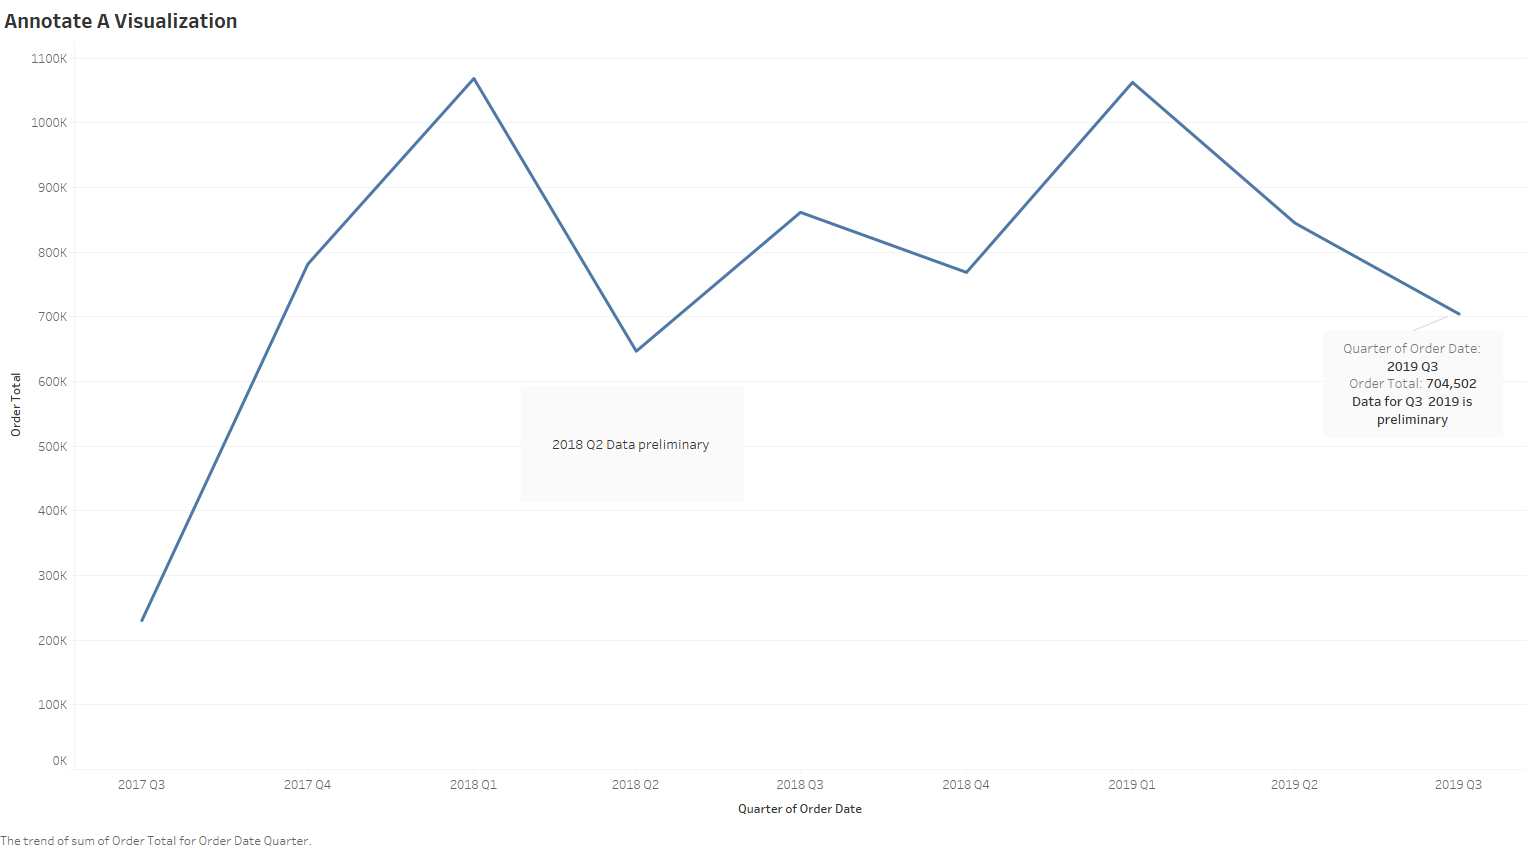 Annotate A Visualization
1100K
1000K
900K
800K
700K
600K
500K
400K
300K
200K
100K
0K
Order Total
2018 Q2 Data preliminary
Quarter of Order Date:
2019 Q3
Order Total: 704,502
Data for Q3  2019 is
preliminary
2017 Q3
2017 Q4
2018 Q1
2018 Q2
2018 Q3
2018 Q4
2019 Q1
2019 Q2
2019 Q3
Quarter of Order Date
The trend of sum of Order Total for Order Date Quarter.